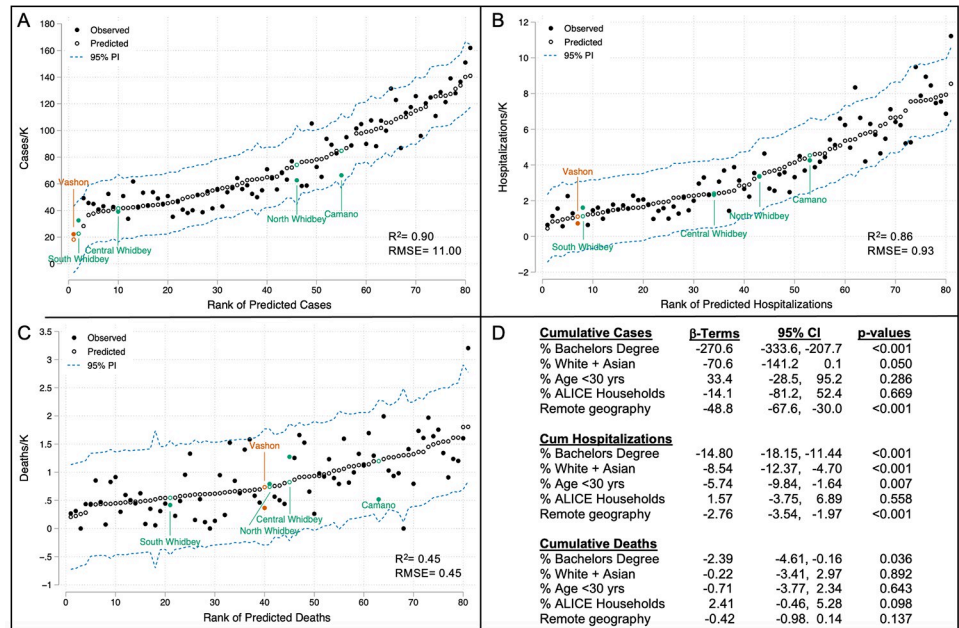 A
Observed
Predicted
95% PI
180
160
140
120
100
80
60
40
20
0
Cases/K
Vashon
South Whidbey
Central Whidbey
North Whidbey
Camano
R²= 0.90
RMSE= 11.00
0 10 20 30 40 50 60 70 80
Rank of Predicted Cases
B
Observed
Predicted
95% PI
12
10
8
6
4
2
0
-2
Hospitalizations/K
Vashon
South Whidbey
Central Whidbey
North Whidbey
Camano
R²= 0.86
RMSE= 0.93
0 10 20 30 40 50 60 70 80
Rank of Predicted Hospitalizations
C
Observed
Predicted
95% PI
3.5
3
2.5
2
1.5
1
.5
0
-.5
-1
Deaths/K
Vashon
South Whidbey
North Whidbey
Central Whidbey
Camano
R²= 0.45
RMSE= 0.45
0 10 20 30 40 50 60 70 80
Rank of Predicted Deaths
D
Cumulative Cases β-Terms 95% CI p-values
% Bachelors Degree -270.6 -333.6, -207.7 <0.001
% White + Asian -70.6 -141.2 0.1 0.050
% Age <30 yrs 33.4 -28.5, 95.2 0.286
% ALICE Households -14.1 -81.2, 52.4 0.669
Remote geography -48.8 -67.6, -30.0 <0.001
Cum Hospitalizations
% Bachelors Degree -14.80 -18.15, -11.44 <0.001
% White + Asian -8.54 -12.37, -4.70 <0.001
% Age <30 yrs -5.74 -9.84, -1.64 0.007
% ALICE Households 1.57 -3.75, 6.89 0.558
Remote geography -2.76 -3.54, -1.97 <0.001
Cumulative Deaths
% Bachelors Degree -2.39 -4.61, -0.16 0.036
% White + Asian -0.22 -3.41, 2.97 0.892
% Age <30 yrs -0.71 -3.77, 2.34 0.643
% ALICE Households 2.41 -0.46, 5.28 0.098
Remote geography -0.42 -0.98. 0.14 0.137